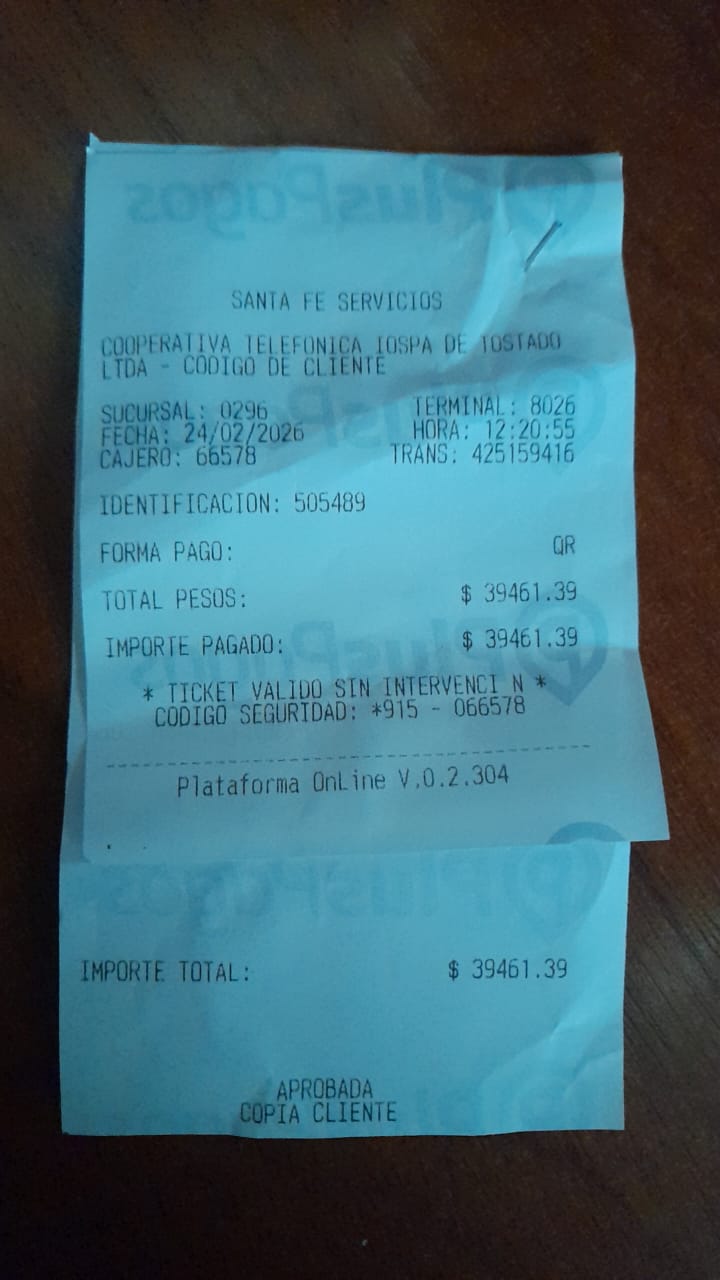 SANTA FE SERVICIOS
COOPERATIVA TELEFONICA IOSPA DE TOSTADO
LTDA - CODIGO DE CLIENTE
SUCURSAL: 0296 TERMINAL: 8026
FECHA: 24/02/2026 HORA: 12:20:55
CAJERO: 66578 TRANS: 425159416
IDENTIFICACION: 505489
FORMA PAGO: QR
TOTAL PESOS: $ 39461.39
IMPORTE PAGADO: $ 39461.39
* TICKET VALIDO SIN INTERVENCI N *
CODIGO SEGURIDAD: *915 - 066578
Plataforma OnLine V.0.2.304
IMPORTE TOTAL: $ 39461.39
APROBADA
COPIA CLIENTE